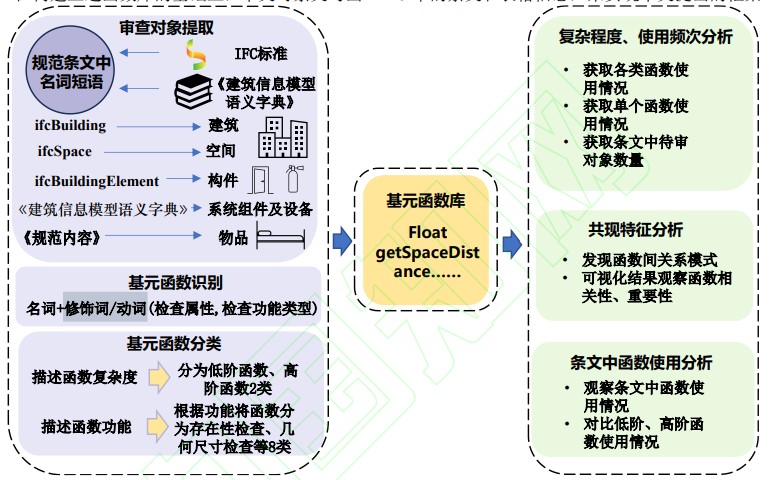 审查对象提取
规范条文中
名词短语
IFC标准
《建筑信息模型
语义字典》
ifcBuilding
建筑
ifcSpace
空间
ifcBuildingElement
构件
《建筑信息模型语义字典》
系统组件及设备
《规范内容》
物品
基元函数识别
名词+修饰词/动词(检查属性,检查功能类型)
基元函数分类
描述函数复杂度
分为低阶函数、高
阶函数2类
描述函数功能
根据功能将函数分
为存在性检查、几
何尺寸检查等8类
基元函数库
Float
getSpaceDist
ance......
复杂程度、使用频次分析
• 获取各类函数使
用情况
• 获取单个函数使
用情况
• 获取条文中待审
对象数量
共现特征分析
• 发现函数间关系模式
• 可视化结果观察函数相
关性、重要性
条文中函数使用分析
• 观察条文中函数使
用情况
• 对比低阶、高阶函
数使用情况